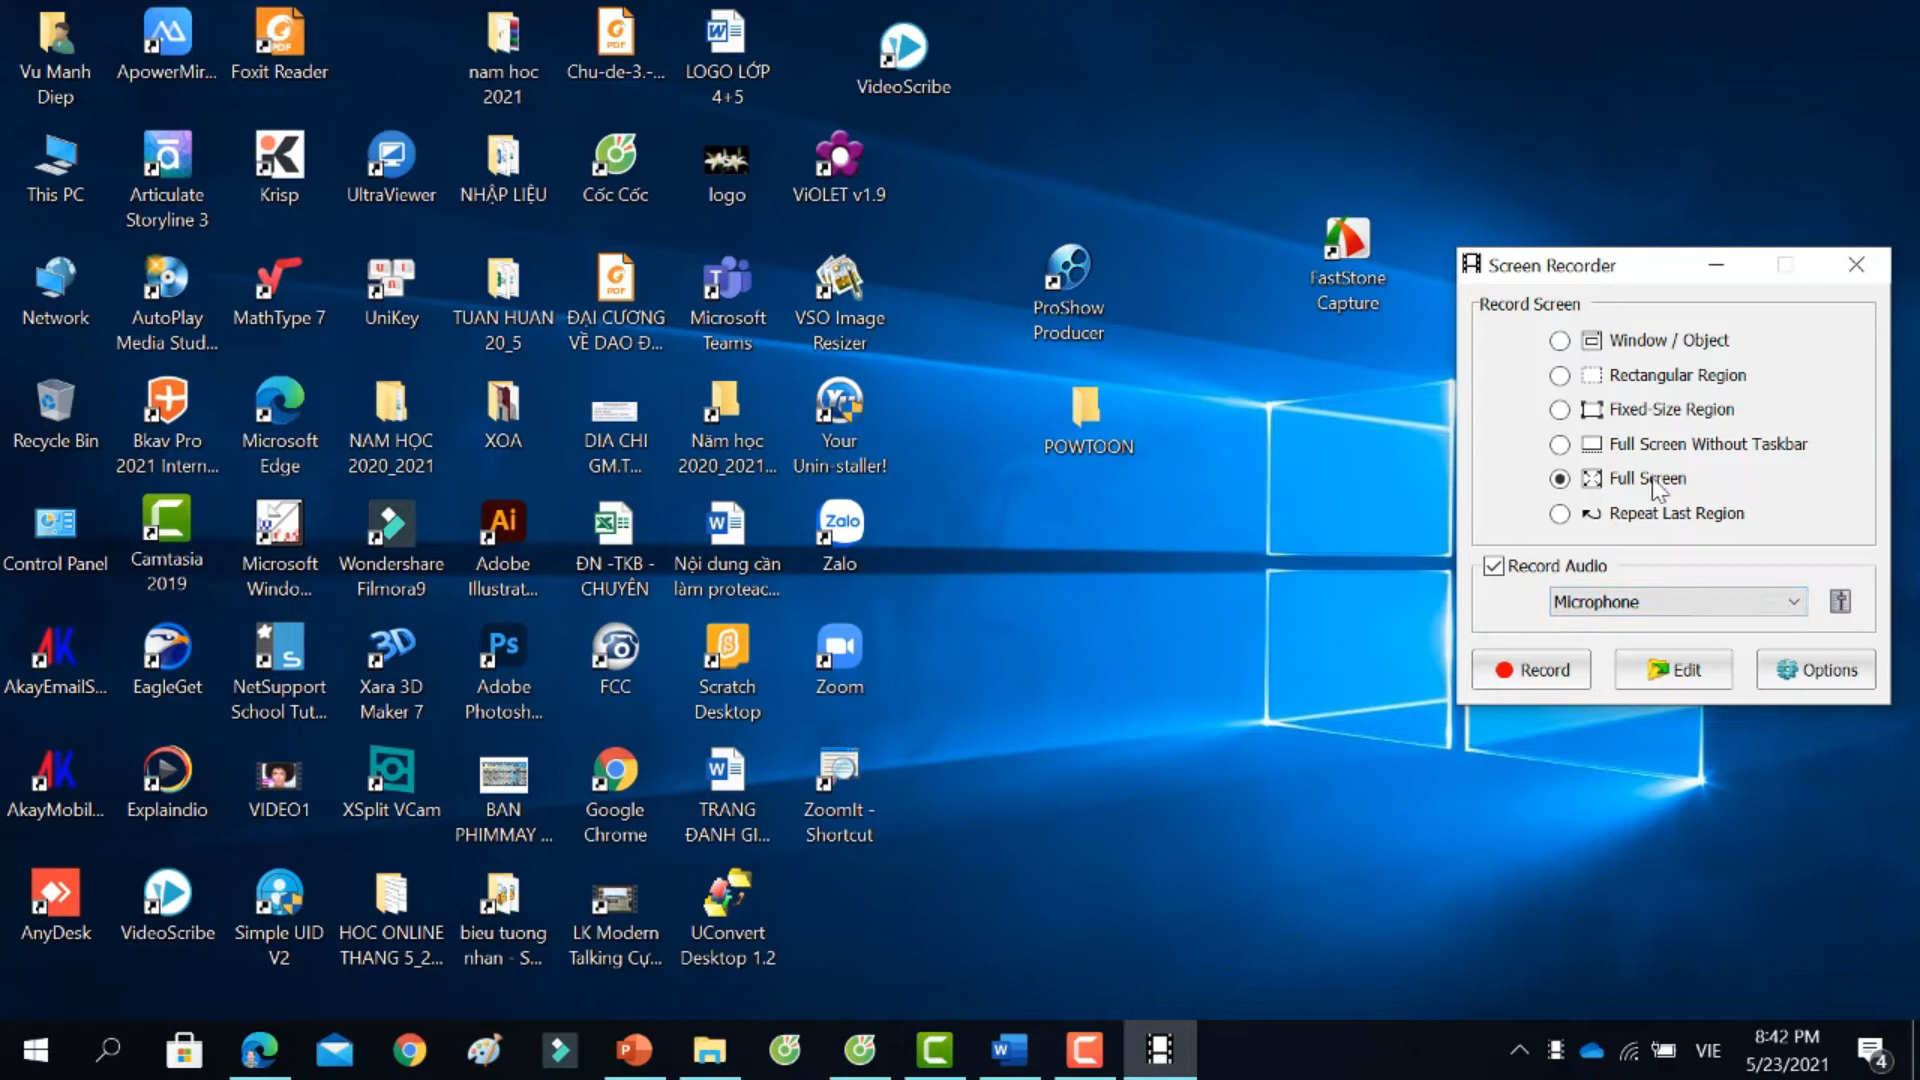 Vu Manh
Diep
ApowerMir...
Foxit Reader
nam hoc
2021
Chu-de-3.-...
LOGO LỚP
4+5
VideoScribe
This PC
Articulate
Storyline 3
Krisp
UltraViewer
NHẬP LIỆU
Cốc Cốc
logo
ViOLET v1.9
Network
AutoPlay
Media Stud...
MathType 7
UniKey
TUAN HUAN
20_5
ĐẠI CƯƠNG
VỀ DAO Đ...
Microsoft
Teams
VSO Image
Resizer
ProShow
Producer
FastStone
Capture
Recycle Bin
Bkav Pro
2021 Intern...
Microsoft
Edge
NAM HỌC
2020_2021
XOA
DIA CHI
GM.T...
Năm học
2020_2021...
Your
Unin-staller!
POWTOON
Control Panel
Camtasia
2019
Microsoft
Windo...
Wondershare
Filmora9
Adobe
Illustrat...
ĐN -TKB -
CHUYÊN
Nội dung cần
làm proteac...
Zalo
AkayEmailS...
EagleGet
NetSupport
School Tut...
Xara 3D
Maker 7
Adobe
Photosh...
FCC
Scratch
Desktop
Zoom
AkayMobil...
Explaindio
VIDEO1
XSplit VCam
BAN
PHIMMAY ...
Google
Chrome
TRANG
ĐANH GI...
ZoomIt -
Shortcut
AnyDesk
VideoScribe
Simple UID
V2
HOC ONLINE
THANG 5_2...
bieu tuong
nhan - S...
LK Modern
Talking Cự...
UConvert
Desktop 1.2
Screen Recorder
Record Screen
Window / Object
Rectangular Region
Fixed-Size Region
Full Screen Without Taskbar
Full Screen
Repeat Last Region
Record Audio
Microphone
Record
Edit
Options
VIE
8:42 PM
5/23/2021
4